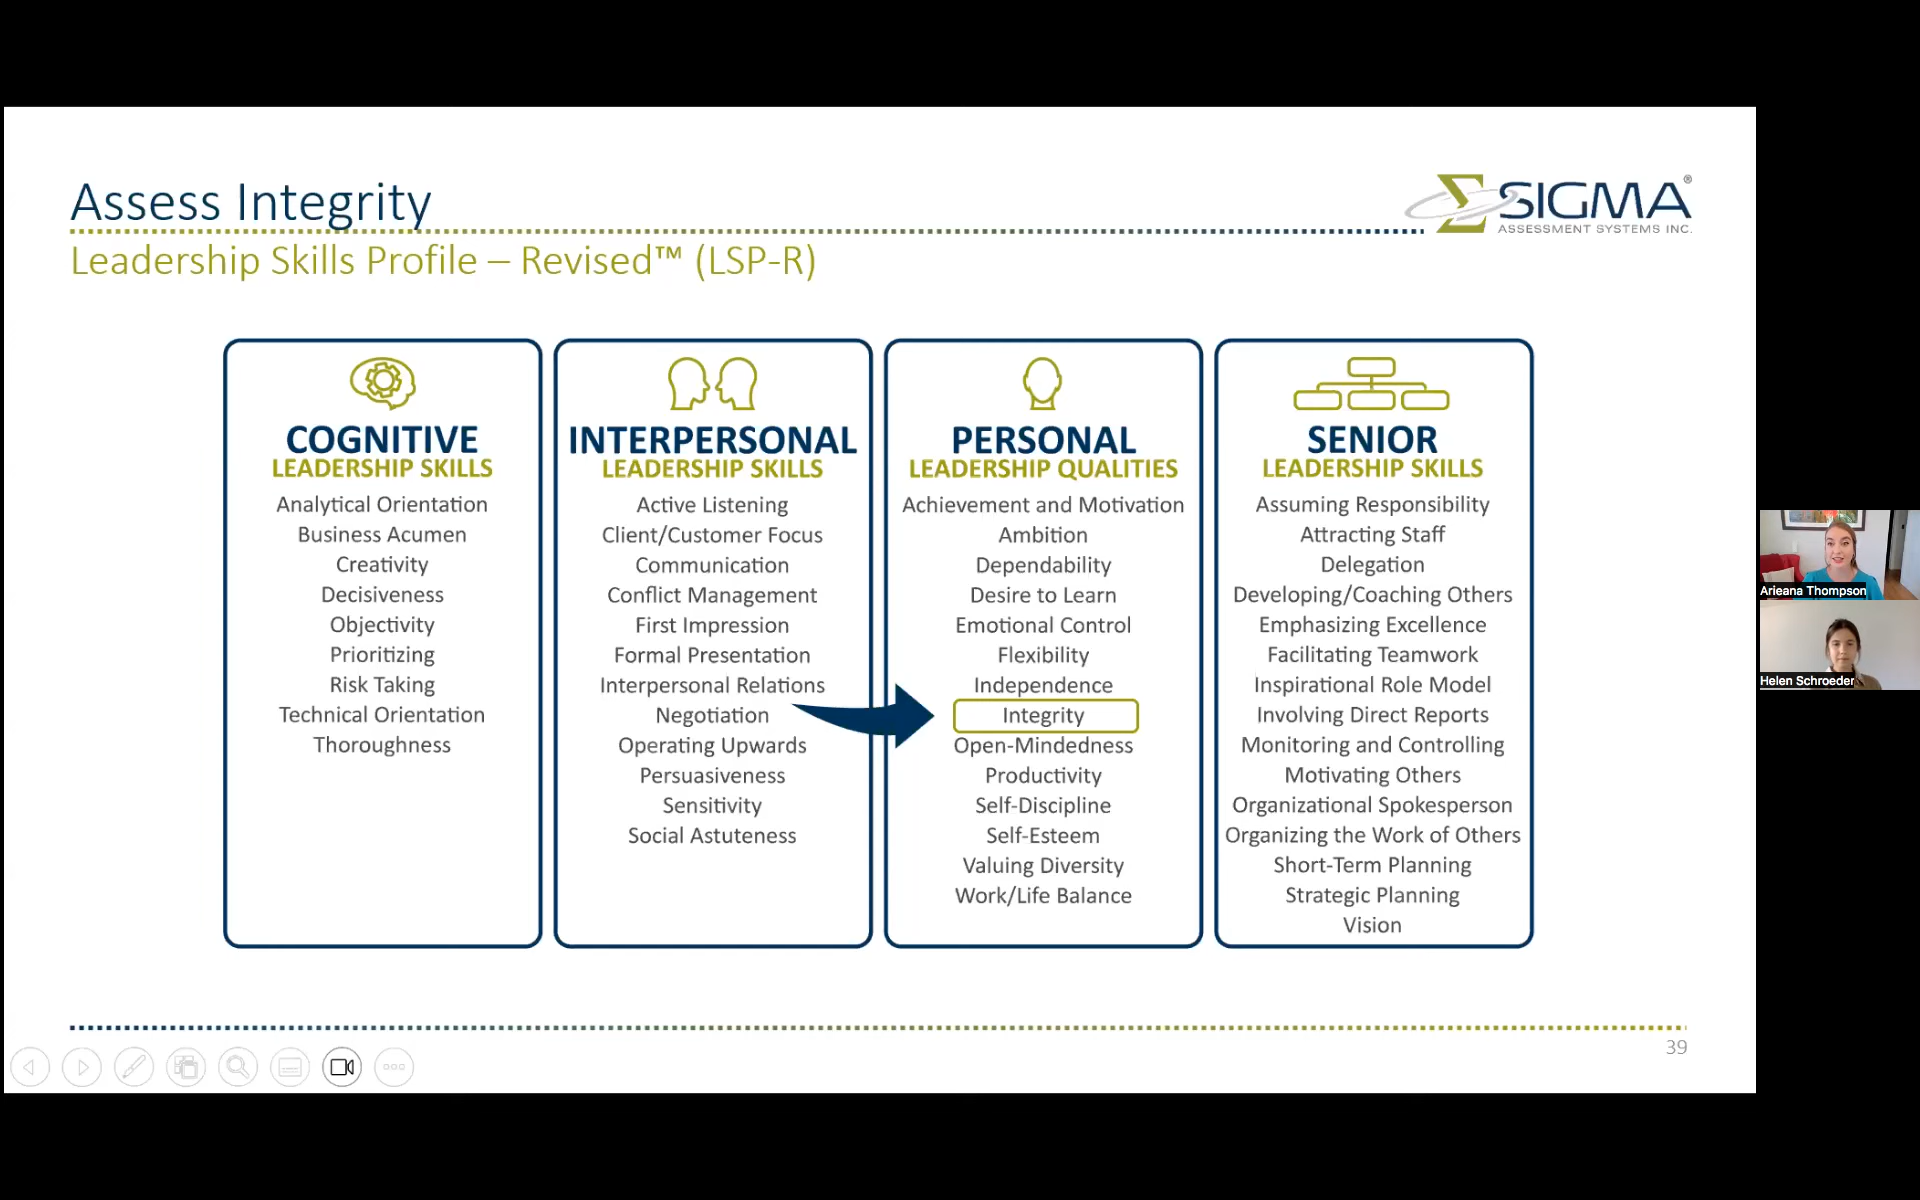 Assess Integrity
Leadership Skills Profile – Revised™ (LSP-R)
SIGMA®
ASSESSMENT SYSTEMS INC.
COGNITIVE
LEADERSHIP SKILLS
Analytical Orientation
Business Acumen
Creativity
Decisiveness
Objectivity
Prioritizing
Risk Taking
Technical Orientation
Thoroughness
INTERPERSONAL
LEADERSHIP SKILLS
Active Listening
Client/Customer Focus
Communication
Conflict Management
First Impression
Formal Presentation
Interpersonal Relations
Negotiation
Operating Upwards
Persuasiveness
Sensitivity
Social Astuteness
PERSONAL
LEADERSHIP QUALITIES
Achievement and Motivation
Ambition
Dependability
Desire to Learn
Emotional Control
Flexibility
Independence
Integrity
Open-Mindedness
Productivity
Self-Discipline
Self-Esteem
Valuing Diversity
Work/Life Balance
SENIOR
LEADERSHIP SKILLS
Assuming Responsibility
Attracting Staff
Delegation
Developing/Coaching Others
Emphasizing Excellence
Facilitating Teamwork
Inspirational Role Model
Involving Direct Reports
Monitoring and Controlling
Motivating Others
Organizational Spokesperson
Organizing the Work of Others
Short-Term Planning
Strategic Planning
Vision
39
Arieana Thompson
Helen Schroeder